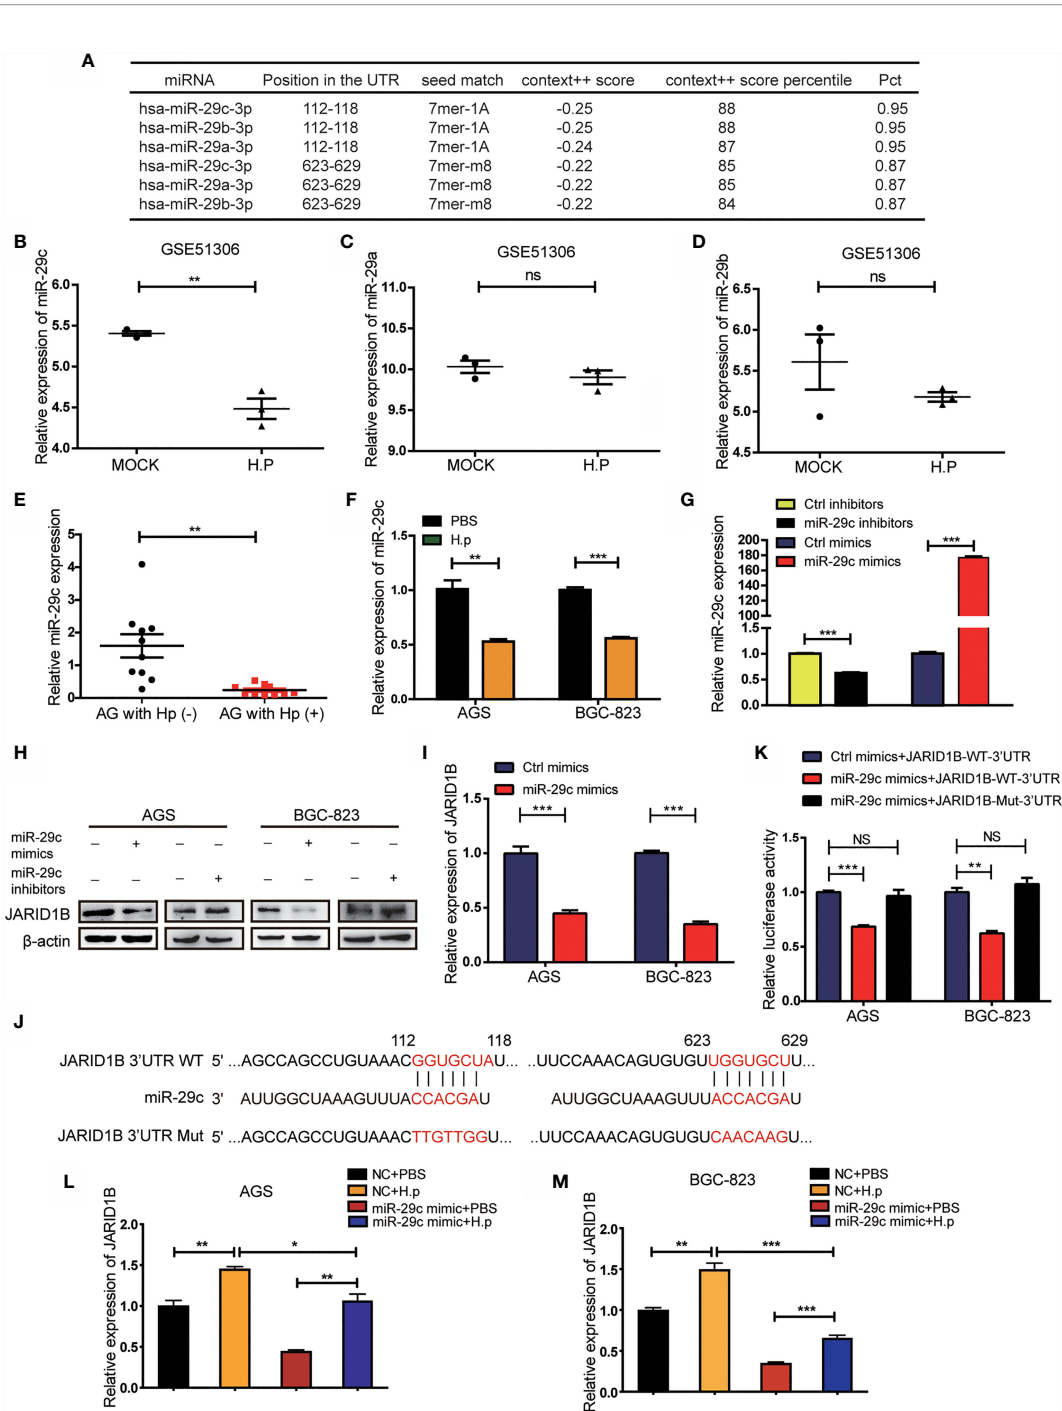 A
miRNA Position in the UTR seed match context++ score context++ score percentile Pct
hsa-miR-29c-3p 112-118 7mer-1A -0.25 88 0.95
hsa-miR-29b-3p 112-118 7mer-1A -0.25 88 0.95
hsa-miR-29a-3p 112-118 7mer-1A -0.24 87 0.95
hsa-miR-29c-3p 623-629 7mer-m8 -0.22 85 0.87
hsa-miR-29a-3p 623-629 7mer-m8 -0.22 85 0.87
hsa-miR-29b-3p 623-629 7mer-m8 -0.22 84 0.87
B
GSE51306
Relative expression of miR-29c
**
6.0
5.5
5.0
4.5
4.0
MOCK H.P
C
GSE51306
Relative expression of miR-29a
ns
11.0
10.5
10.0
9.5
9.0
MOCK H.P
D
GSE51306
Relative expression of miR-29b
ns
6.5
6.0
5.5
5.0
4.5
MOCK H.P
E
Relative miR-29c expression
**
5
4
3
2
1
0
AG with Hp (-) AG with Hp (+)
F
Relative expression of miR-29c
PBS
H.p
** ***
1.5
1.0
0.5
0.0
AGS BGC-823
G
Relative miR-29c expression
Ctrl inhibitors
miR-29c inhibitors
Ctrl mimics
miR-29c mimics
*** ***
200
180
160
140
120
100
1.5
1.0
0.5
0.0
H
AGS BGC-823
miR-29c
mimics – + – – – + – –
miR-29c
inhibitors – – – + – – – +
JARID1B
β-actin
I
Relative expression of JARID1B
Ctrl mimics
miR-29c mimics
*** ***
1.5
1.0
0.5
0.0
AGS BGC-823
K
Relative luciferase activity
Ctrl mimics+JARID1B-WT-3'UTR
miR-29c mimics+JARID1B-WT-3'UTR
miR-29c mimics+JARID1B-Mut-3'UTR
NS NS
*** **
1.5
1.0
0.5
0.0
AGS BGC-823
J
112 118 623 629
JARID1B 3'UTR WT 5' ...AGCCAGCCUGUAAACGGUGCUAU... ..UUCCAAACAGUGUGUUGGUGCUU...
miR-29c 3' AUUGGCUAAAGUUUACCACGAU AUUGGCUAAAGUUUACCACGAU
JARID1B 3'UTR Mut 5' ...AGCCAGCCUGUAAACTTGTTGGU... ..UUCCAAACAGUGUGUCAACAAGU...
L
AGS
Relative expression of JARID1B
NC+PBS
NC+H.p
miR-29c mimic+PBS
miR-29c mimic+H.p
** *
**
2.0
1.5
1.0
0.5
0.0
M
BGC-823
Relative expression of JARID1B
NC+PBS
NC+H.p
miR-29c mimic+PBS
miR-29c mimic+H.p
** ***
***
2.0
1.5
1.0
0.5
0.0